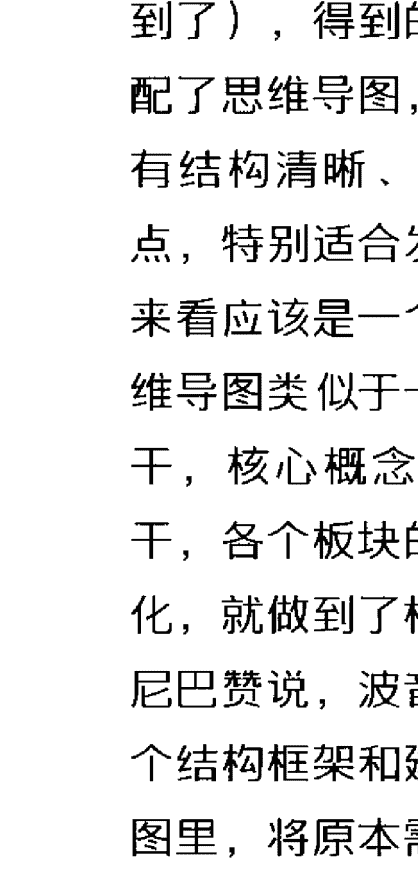 到了），得到
配了思维导图，
有结构清晰、
点，特别适合
来看应该是一
维导图类似于
干，核心概念
干，各个板块
化，就做到了
尼巴赞说，波
个结构框架和
图里，将原本